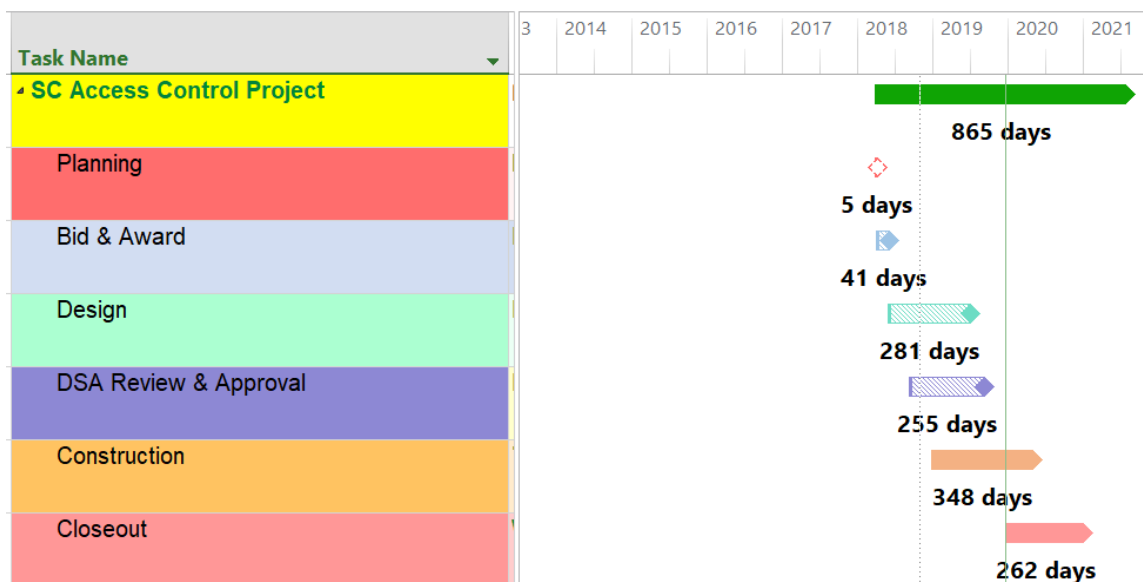 3 2014 2015 2016 2017 2018 2019 2020 2021
Task Name
SC Access Control Project
865 days
Planning
5 days
Bid & Award
41 days
Design
281 days
DSA Review & Approval
255 days
Construction
348 days
Closeout
262 days